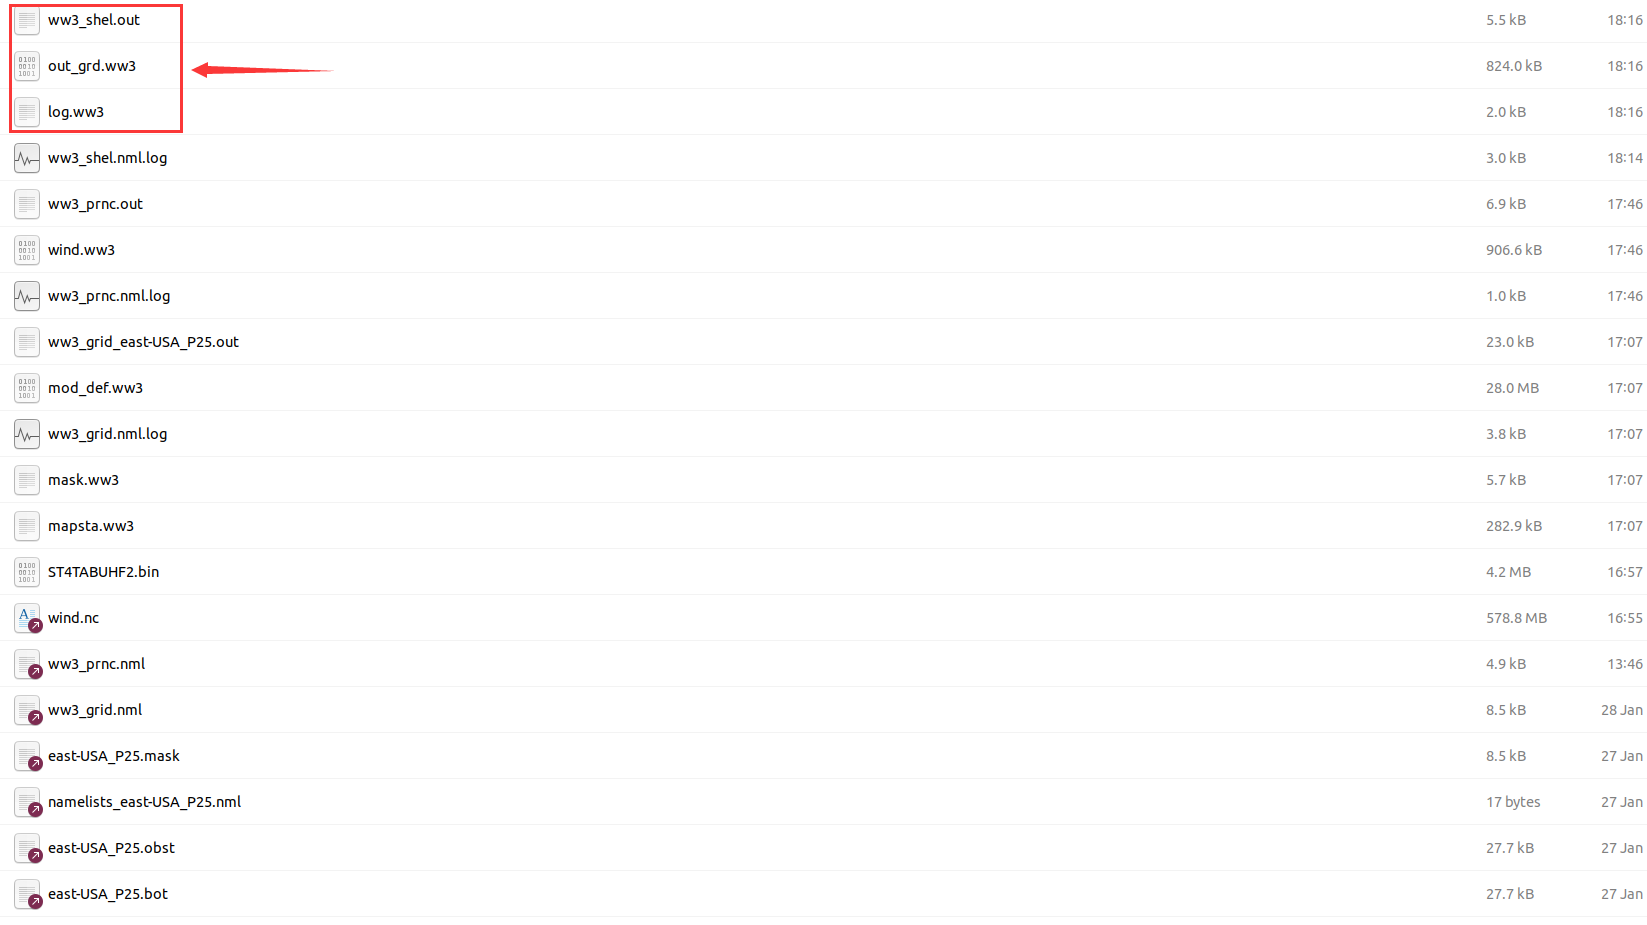 ww3_shel.out 5.5 kB 18:16
out_grd.ww3 824.0 kB 18:16
log.ww3 2.0 kB 18:16
ww3_shel.nml.log 3.0 kB 18:14
ww3_prnc.out 6.9 kB 17:46
wind.ww3 906.6 kB 17:46
ww3_prnc.nml.log 1.0 kB 17:46
ww3_grid_east-USA_P25.out 23.0 kB 17:07
mod_def.ww3 28.0 MB 17:07
ww3_grid.nml.log 3.8 kB 17:07
mask.ww3 5.7 kB 17:07
mapsta.ww3 282.9 kB 17:07
ST4TABUHF2.bin 4.2 MB 16:57
wind.nc 578.8 MB 16:55
ww3_prnc.nml 4.9 kB 13:46
ww3_grid.nml 8.5 kB 28 Jan
east-USA_P25.mask 8.5 kB 27 Jan
namelists_east-USA_P25.nml 17 bytes 27 Jan
east-USA_P25.obst 27.7 kB 27 Jan
east-USA_P25.bot 27.7 kB 27 Jan